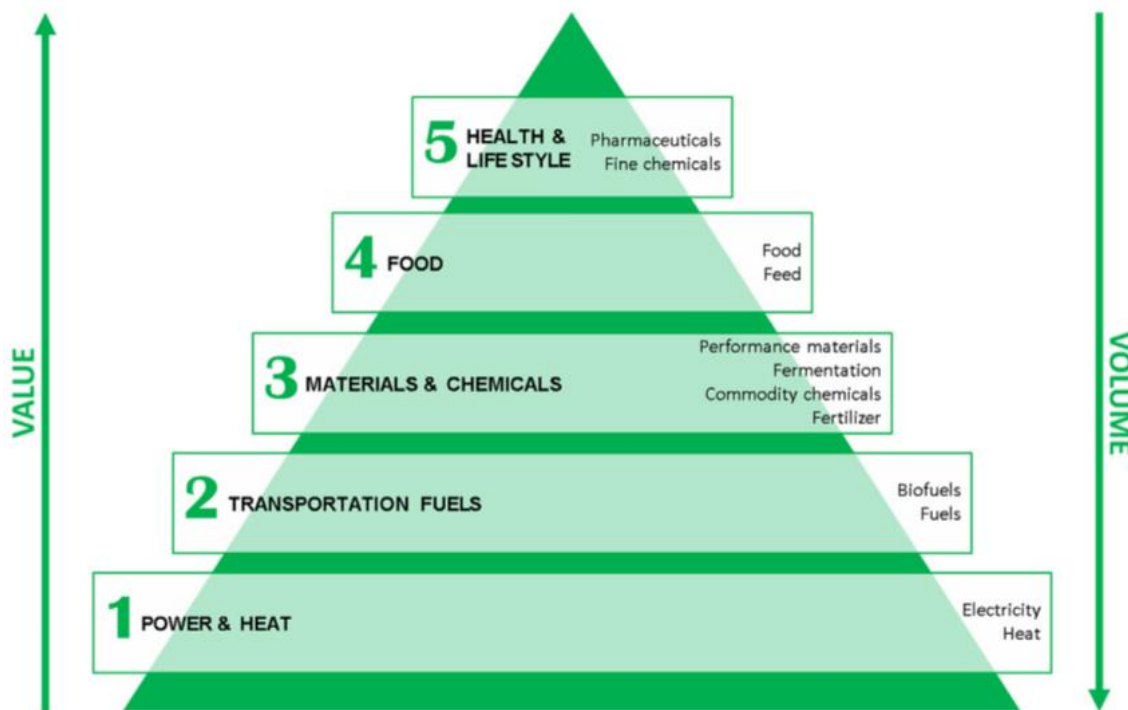 VALUE
VOLUME
5 HEALTH &
LIFE STYLE
Pharmaceuticals
Fine chemicals
4 FOOD
Food
Feed
3 MATERIALS & CHEMICALS
Performance materials
Fermentation
Commodity chemicals
Fertilizer
2 TRANSPORTATION FUELS
Biofuels
Fuels
1 POWER & HEAT
Electricity
Heat